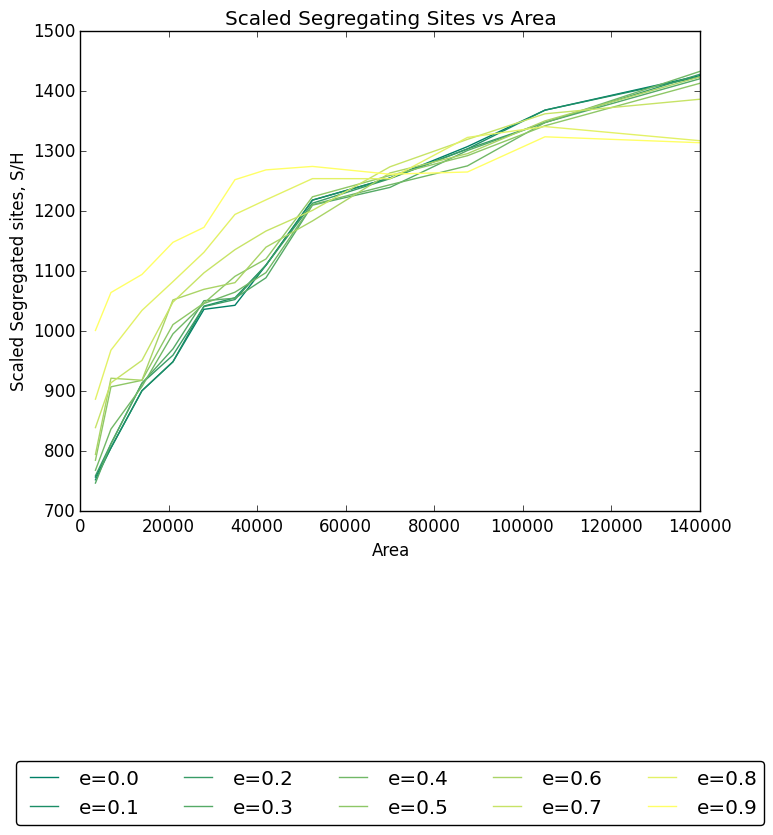 Scaled Segregating Sites vs Area
1500
1400
1300
1200
1100
1000
900
800
700
Scaled Segregated sites, S/H
0 20000 40000 60000 80000 100000 120000 140000
Area
e=0.0 e=0.2 e=0.4 e=0.6 e=0.8
e=0.1 e=0.3 e=0.5 e=0.7 e=0.9